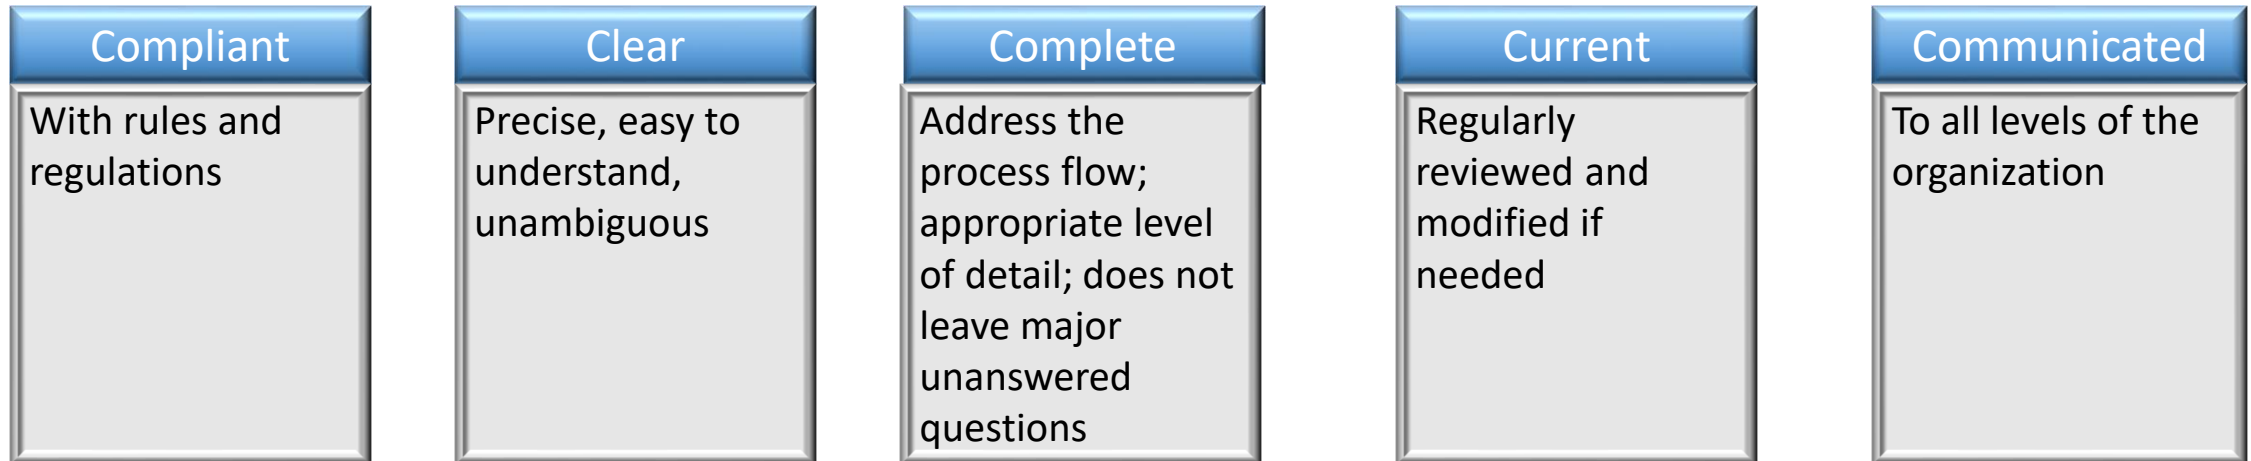 Compliant
With rules and
regulations
Clear
Precise, easy to
understand,
unambiguous
Complete
Address the
process flow;
appropriate level
of detail; does not
leave major
unanswered
questions
Current
Regularly
reviewed and
modified if
needed
Communicated
To all levels of the
organization